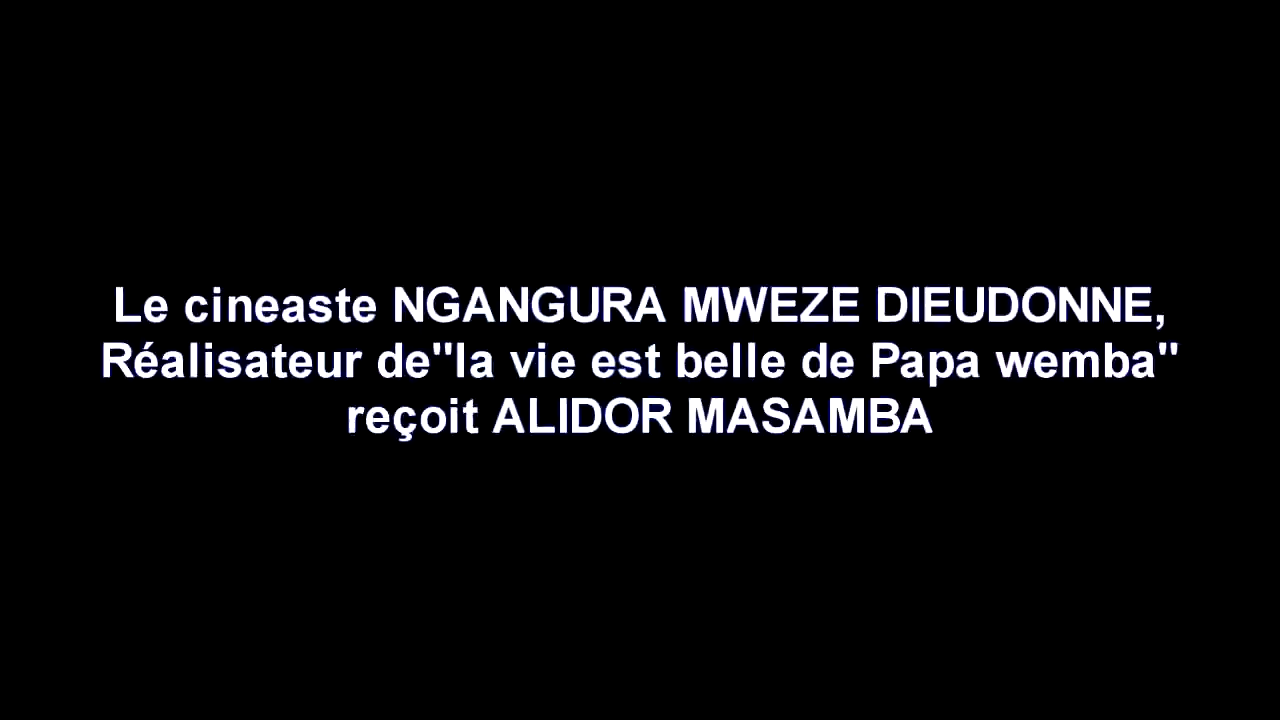 Le cineaste NGANGURA MWEZE DIEUDONNE,
Réalisateur de"la vie est belle de Papa wemba"
reçoit ALIDOR MASAMBA